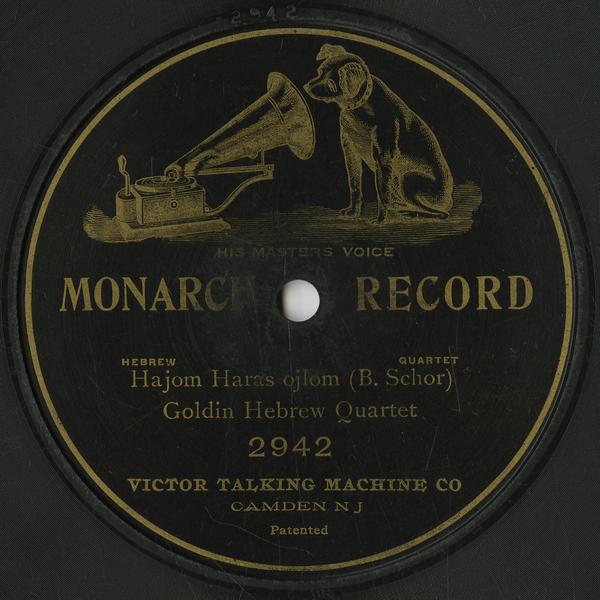 2942
HIS MASTERS VOICE
MONARCH RECORD
HEBREW QUARTET
Hajom Haras ojlom (B. Schor)
Goldin Hebrew Quartet
2942
VICTOR TALKING MACHINE CO
CAMDEN N J
Patented